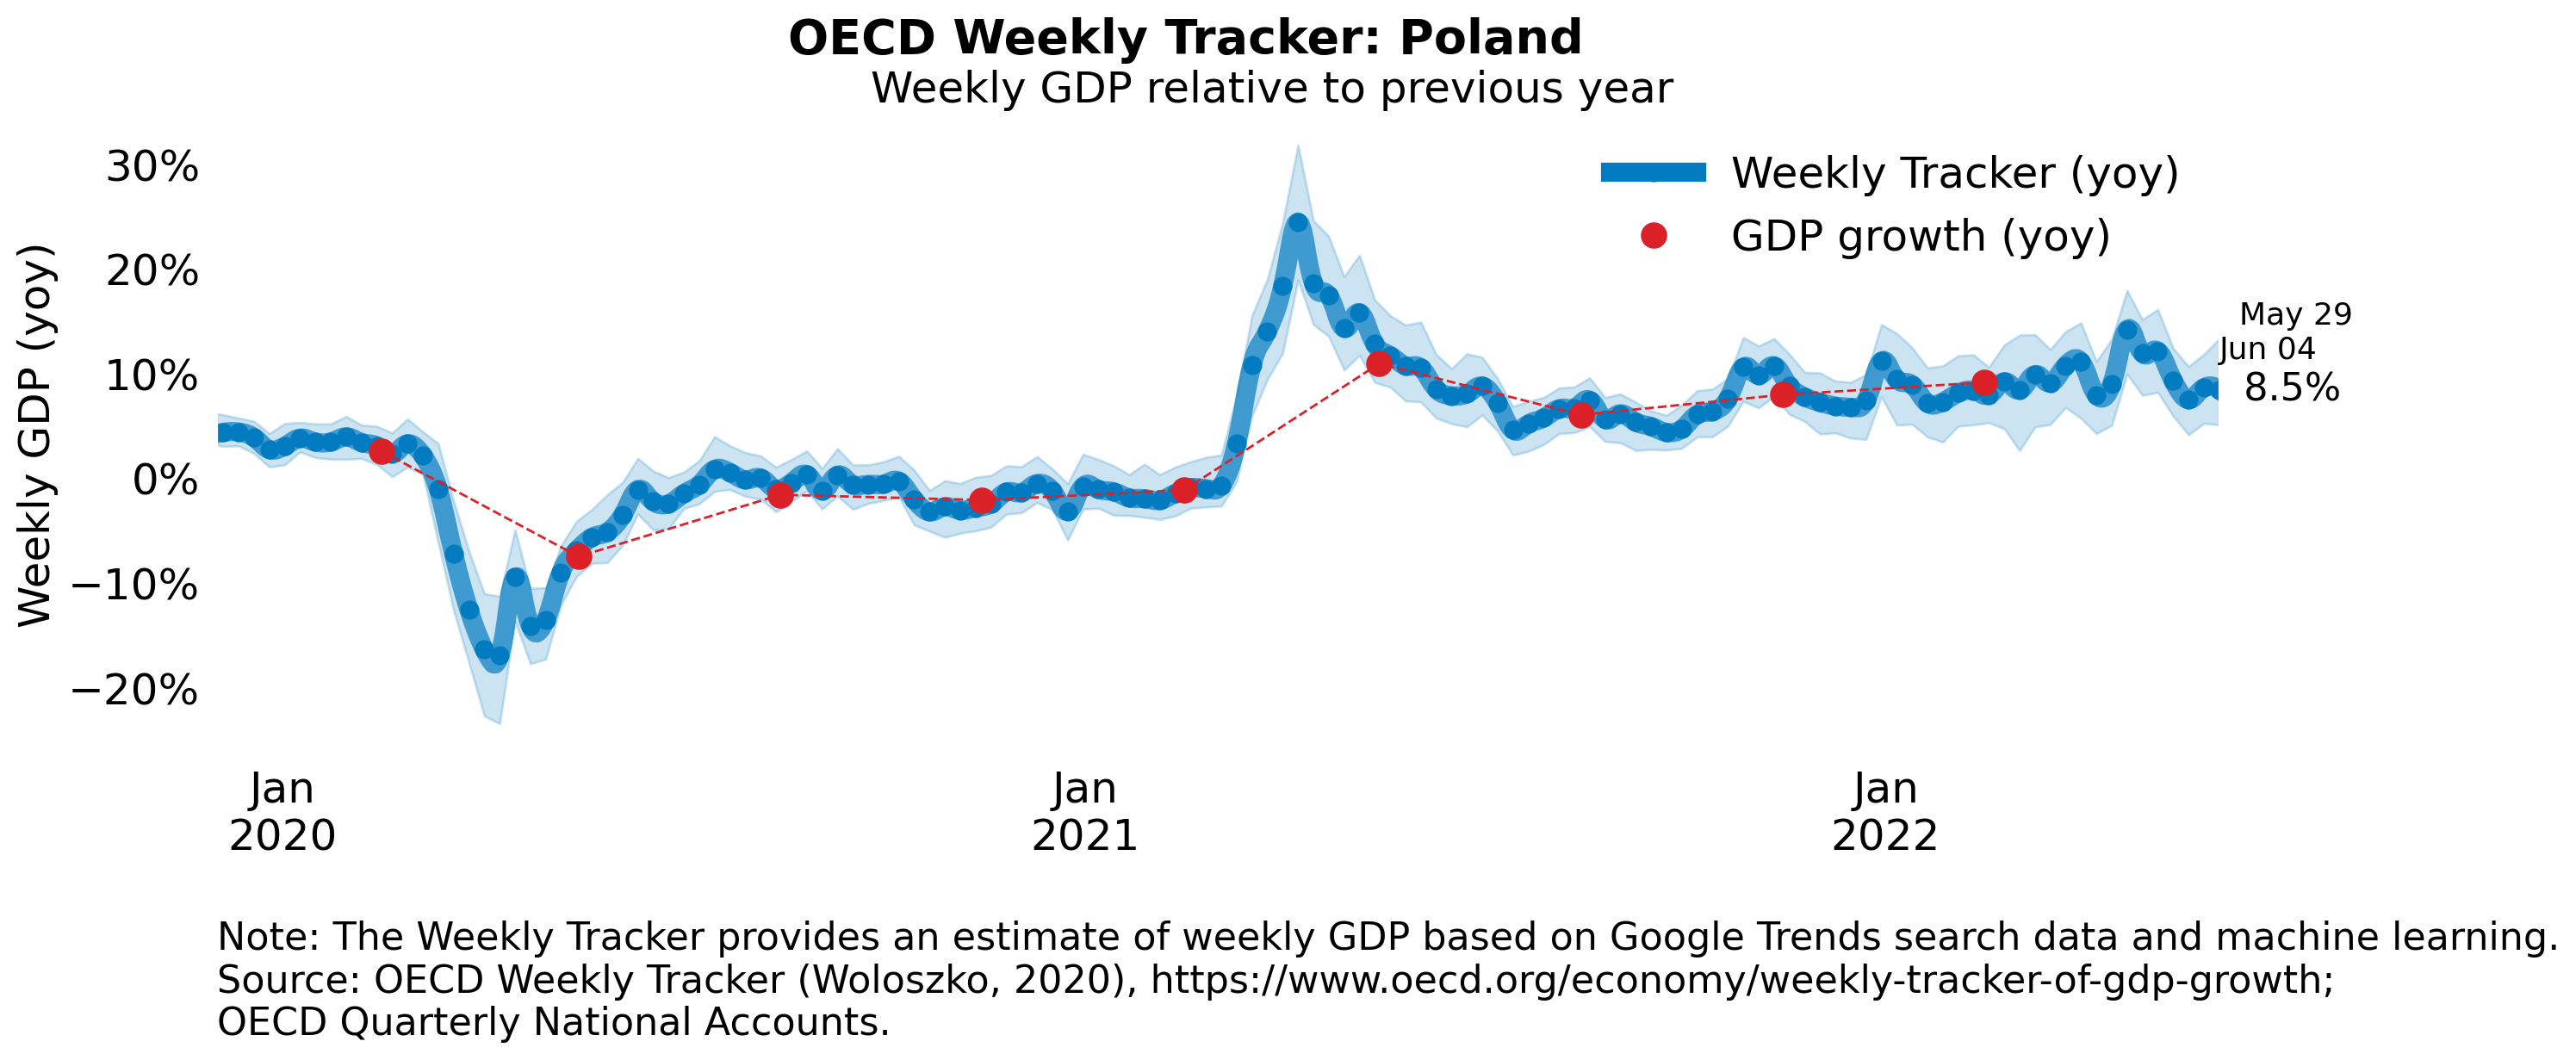 OECD Weekly Tracker: Poland
Weekly GDP relative to previous year
Weekly GDP (yoy)
30%
20%
10%
0%
−10%
−20%
Weekly Tracker (yoy)
GDP growth (yoy)
May 29
Jun 04
8.5%
Jan
2020
Jan
2021
Jan
2022
Note: The Weekly Tracker provides an estimate of weekly GDP based on Google Trends search data and machine learning.
Source: OECD Weekly Tracker (Woloszko, 2020), https://www.oecd.org/economy/weekly-tracker-of-gdp-growth;
OECD Quarterly National Accounts.